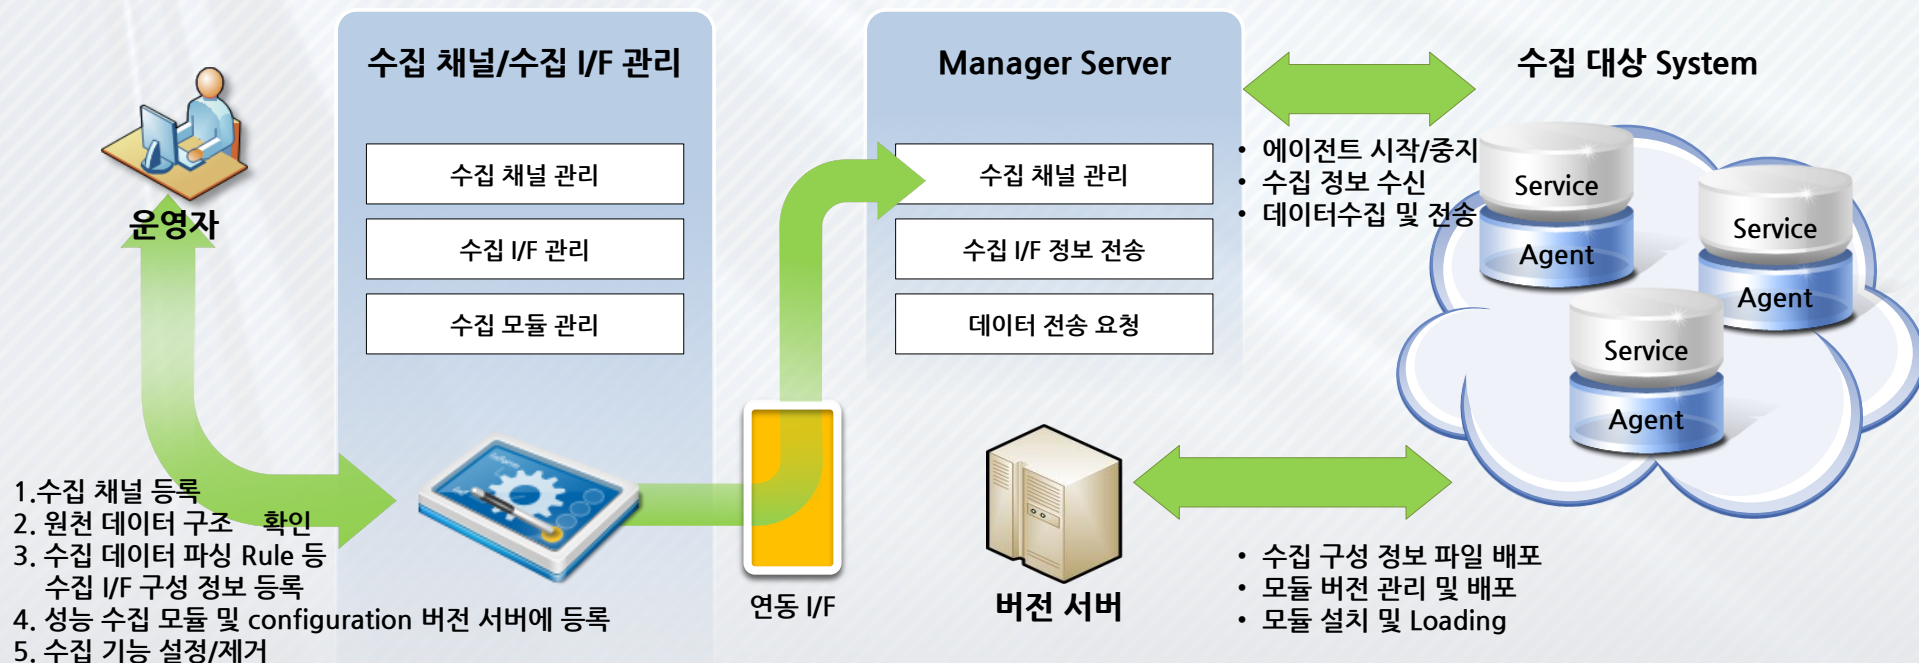 수집 채널/수집 I/F 관리
Manager Server
수집 대상 System
운영자
수집 채널 관리
수집 I/F 관리
수집 모듈 관리
수집 채널 관리
수집 I/F 정보 전송
데이터 전송 요청
• 에이전트 시작/중지
• 수집 정보 수신
• 데이터수집 및 전송
Service
Agent
Service
Agent
Service
Agent
1.수집 채널 등록
2. 원천 데이터 구조 확인
3. 수집 데이터 파싱 Rule 등
수집 I/F 구성 정보 등록
4. 성능 수집 모듈 및 configuration 버전 서버에 등록
5. 수집 기능 설정/제거
연동 I/F
버전 서버
• 수집 구성 정보 파일 배포
• 모듈 버전 관리 및 배포
• 모듈 설치 및 Loading